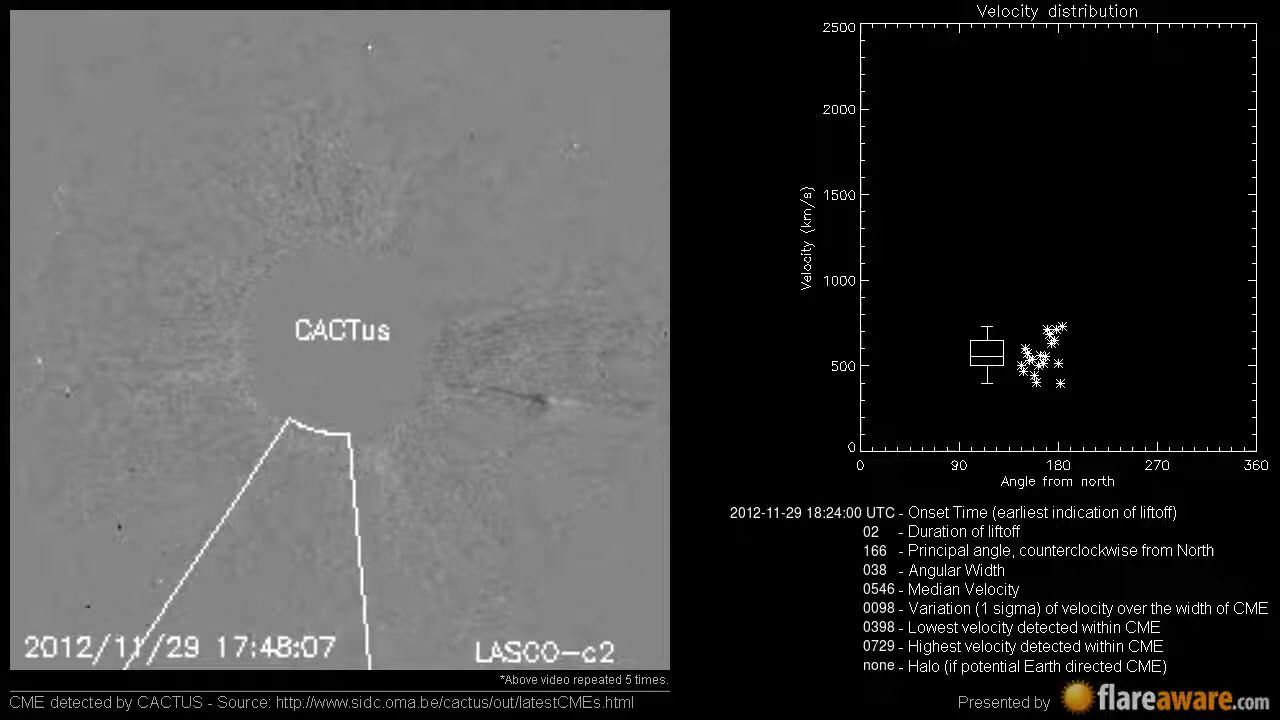 CACTus
2012/11/29 17:48:07
LASCO-c2
*Above video repeated 5 times.
CME detected by CACTUS - Source: http://www.sidc.oma.be/cactus/out/latestCMEs.html
Velocity distribution
Velocity (km/s)
2500
2000
1500
1000
500
0
0 90 180 270 360
Angle from north
2012-11-29 18:24:00 UTC - Onset Time (earliest indication of liftoff)
02 - Duration of liftoff
166 - Principal angle, counterclockwise from North
038 - Angular Width
0546 - Median Velocity
0098 - Variation (1 sigma) of velocity over the width of CME
0398 - Lowest velocity detected within CME
0729 - Highest velocity detected within CME
none - Halo (if potential Earth directed CME)
Presented by flareaware.com